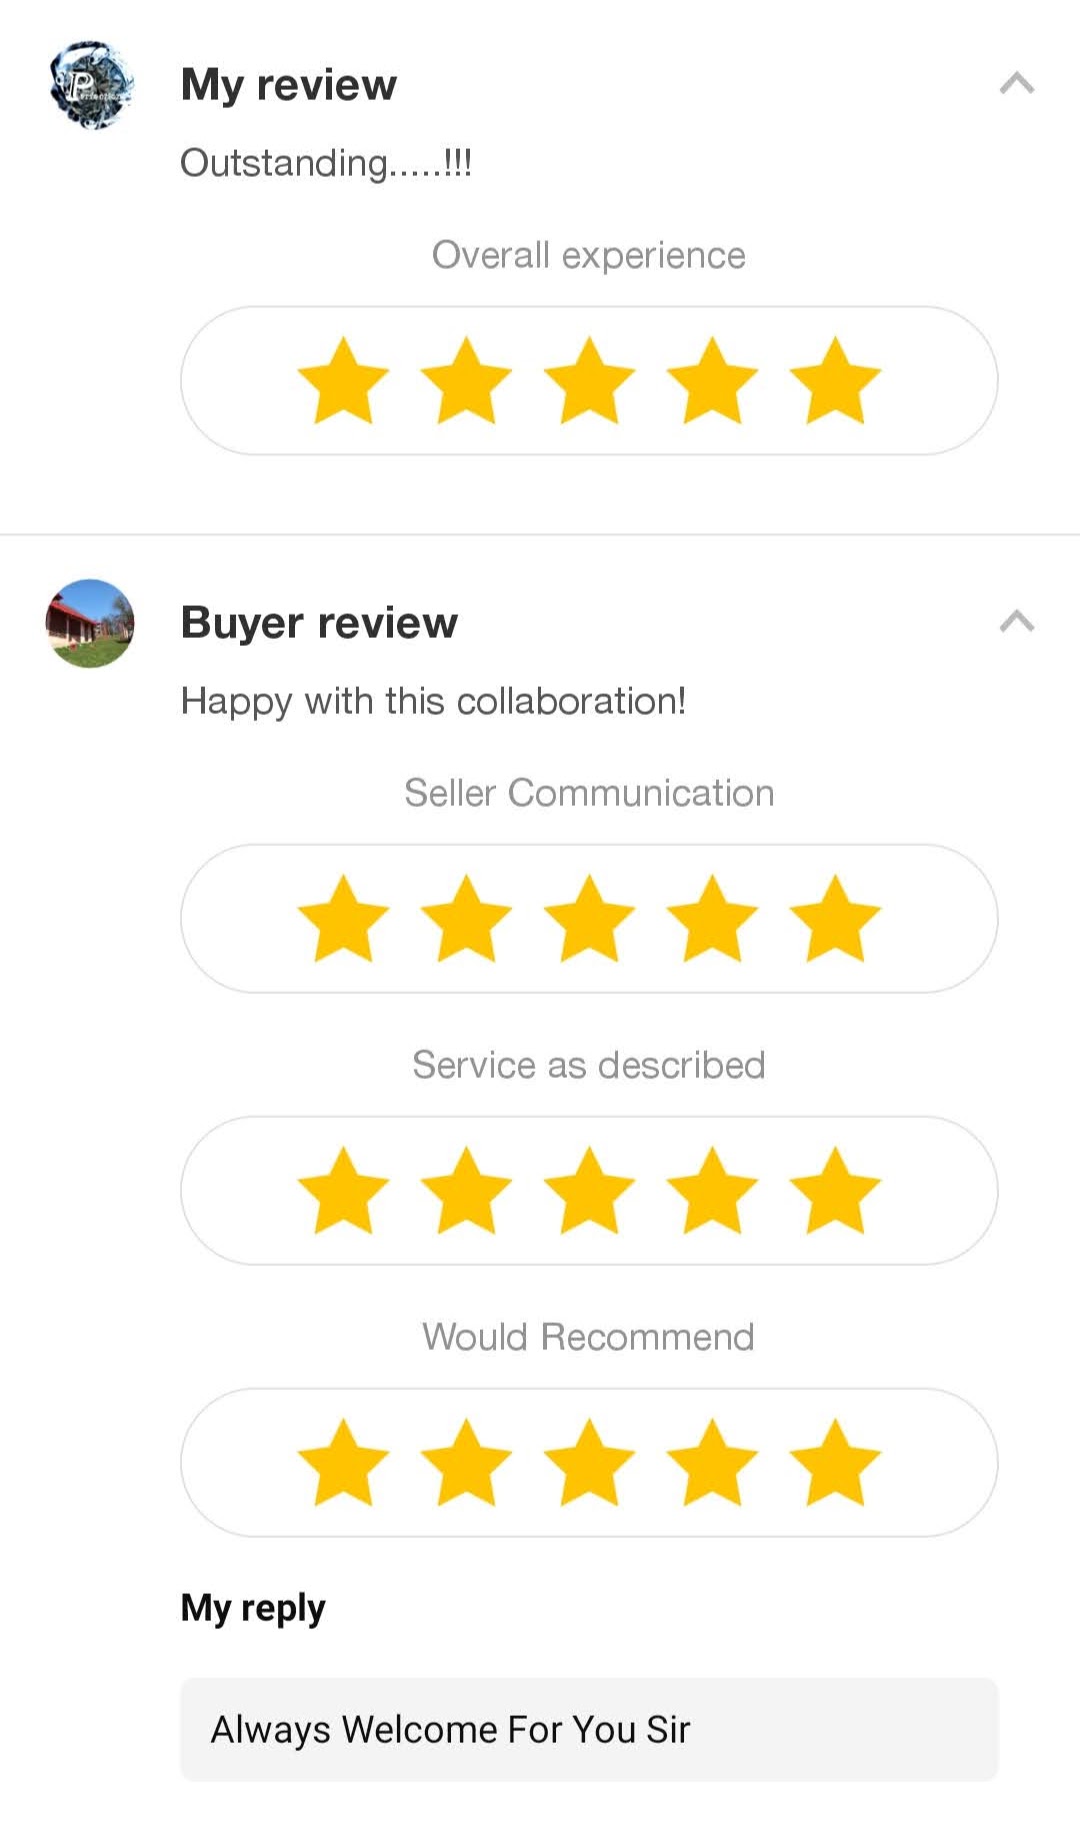 My review
Outstanding.....!!!
Overall experience
Buyer review
Happy with this collaboration!
Seller Communication
Service as described
Would Recommend
My reply
Always Welcome For You Sir